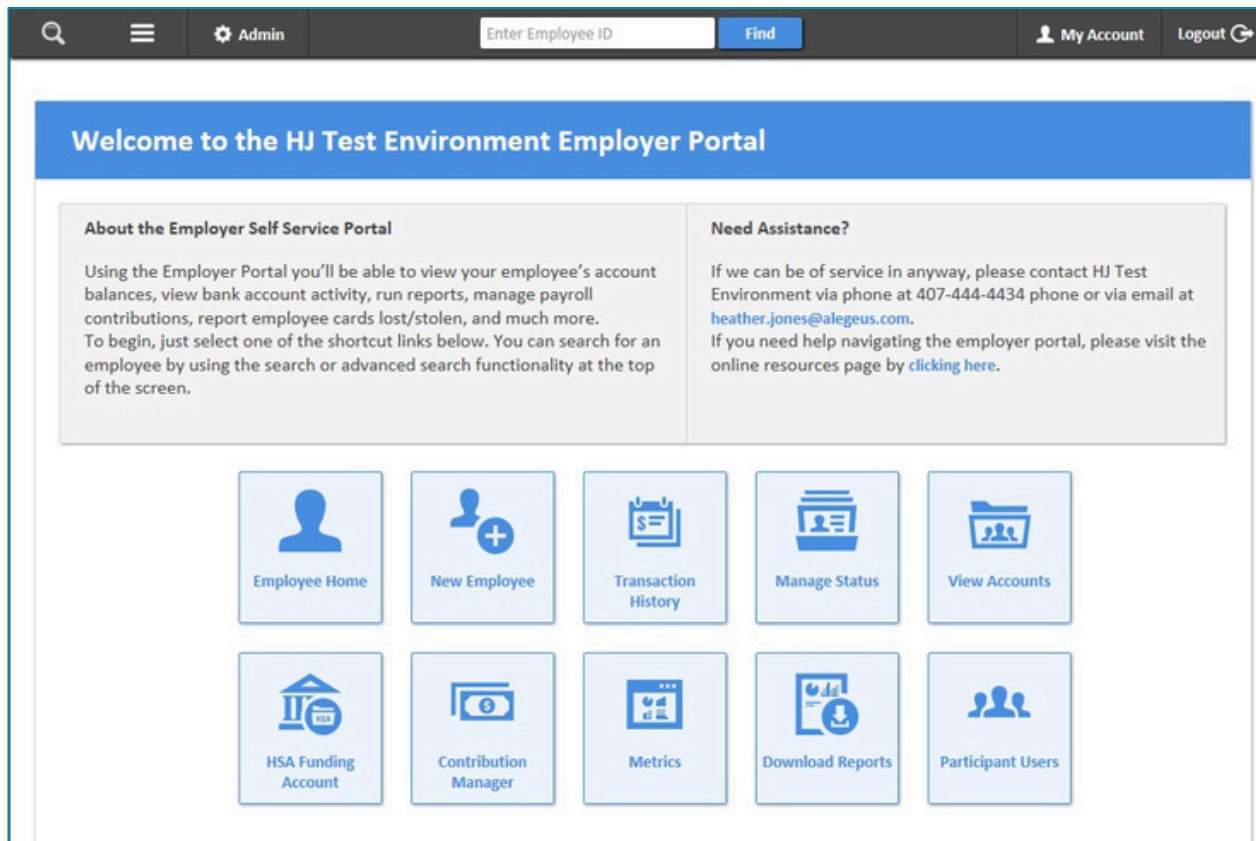 Admin
Enter Employee ID
Find
My Account
Logout
Welcome to the HJ Test Environment Employer Portal
About the Employer Self Service Portal
Using the Employer Portal you'll be able to view your employee's account
balances, view bank account activity, run reports, manage payroll
contributions, report employee cards lost/stolen, and much more.
To begin, just select one of the shortcut links below. You can search for an
employee by using the search or advanced search functionality at the top
of the screen.
Need Assistance?
If we can be of service in anyway, please contact HJ Test
Environment via phone at 407-444-4434 phone or via email at
heather.jones@alegeus.com.
If you need help navigating the employer portal, please visit the
online resources page by clicking here.
Employee Home
New Employee
Transaction
History
Manage Status
View Accounts
HSA
HSA Funding
Account
Contribution
Manager
Metrics
Download Reports
Participant Users